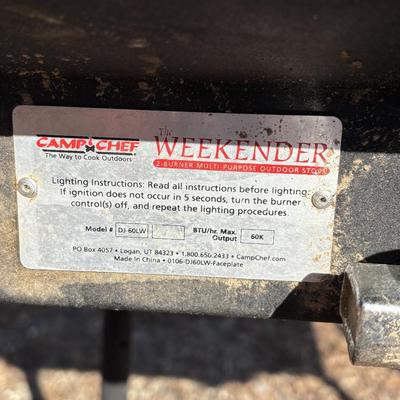 CAMP CHEF
The Way to Cook Outdoors
The WEEKENDER
2-BURNER MULTI-PURPOSE OUTDOOR STOVE
Lighting Instructions: Read all instructions before lighting.
If ignition does not occur in 5 seconds, turn the burner
control(s) off, and repeat the lighting procedures.
Model # DJ-60LW BTU/hr. Max. Output 60K
PO Box 4057 • Logan, UT 84323 • 1.800.650.2433 • CampChef.com
Made In China • 0106-DJ60LW-Faceplate